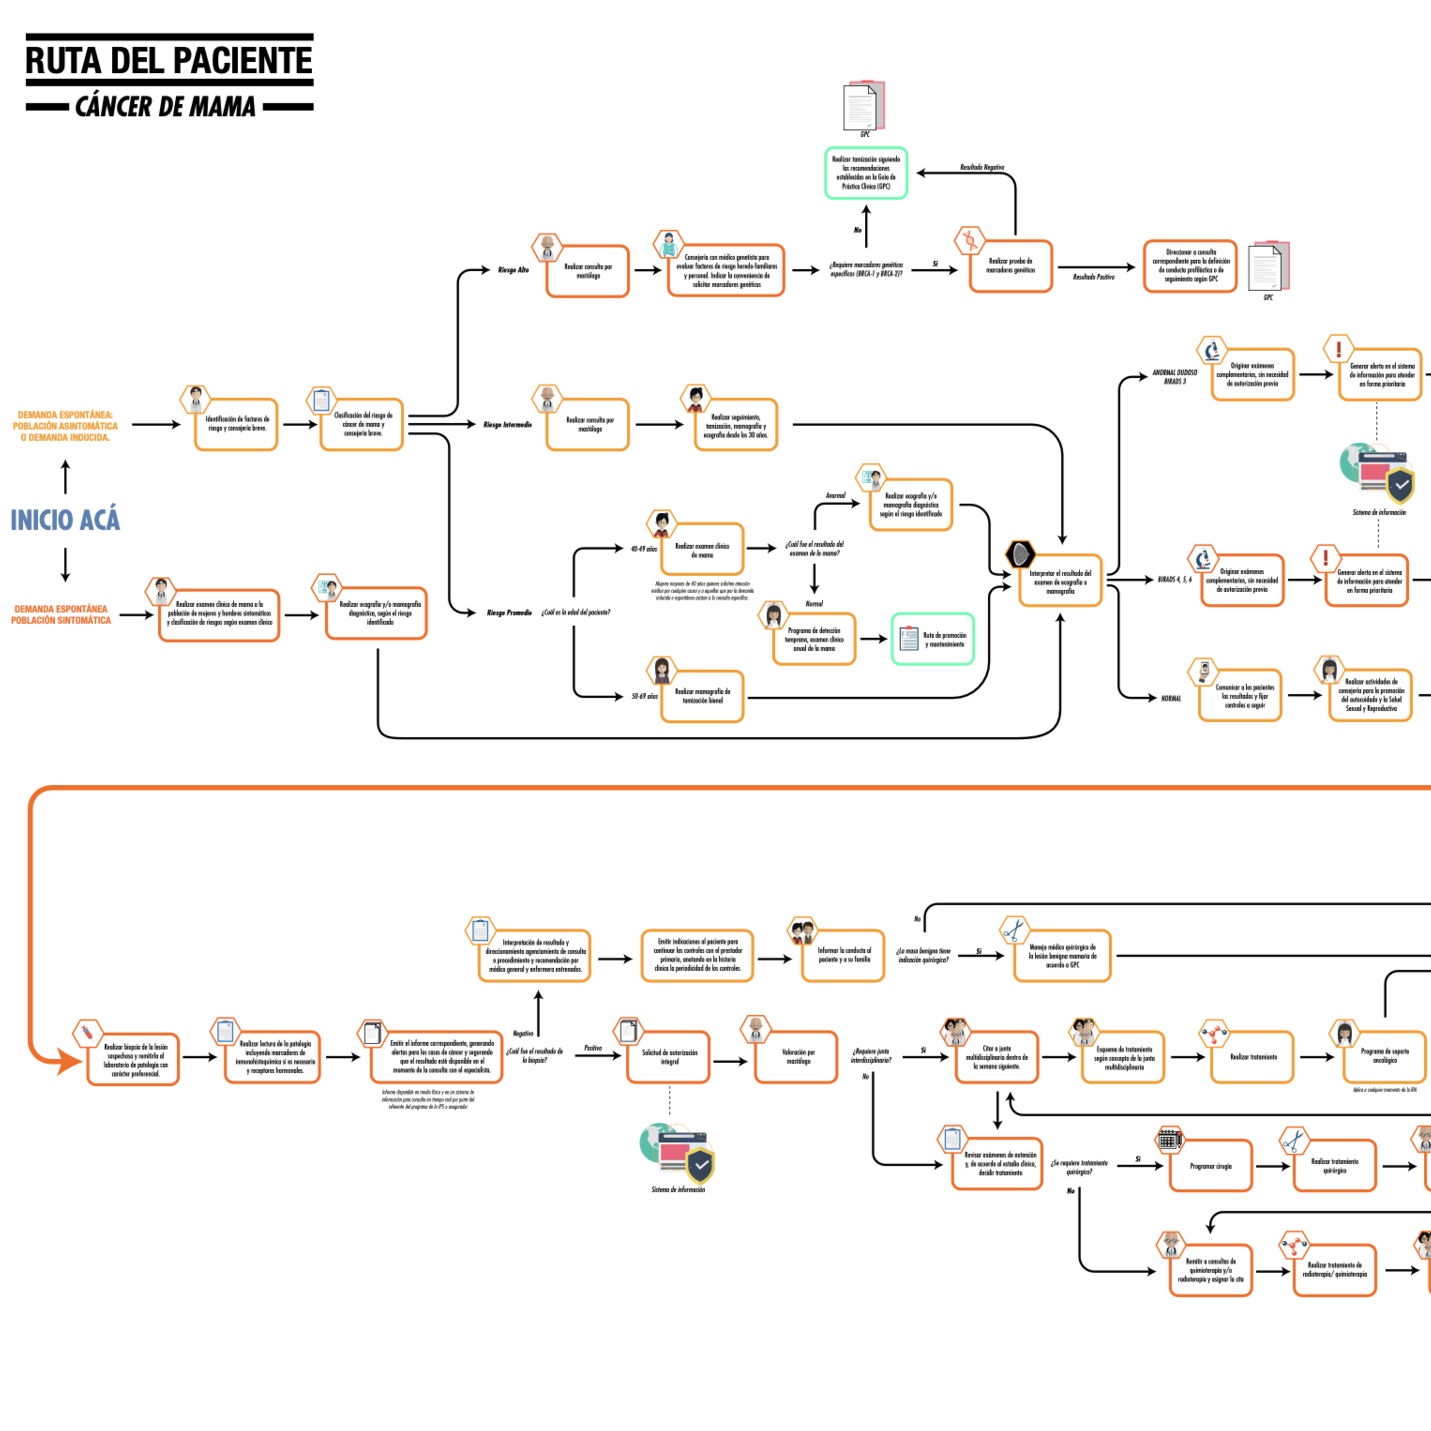 RUTA DEL PACIENTE
CÁNCER DE MAMA
GPC
Realizar tamización siguiendo
las recomendaciones
establecidas en la Guía de
Práctica Clínica (GPC)
Resultado Negativo
No
Riesgo Alto
Realizar consulta por
mastólogo
Consejería con médico genetista para
evaluar factores de riesgo heredo-familiares
y personal. Indicar la conveniencia de
solicitar marcadores genéticos
¿Requiere marcadores genéticos
específicos (BRCA-1 y BRCA-2)?
Si
Realizar prueba de
marcadores genéticos
Resultado Positivo
Direccionar a consulta
correspondiente para la definición
de conducta profiláctica o de
seguimiento según GPC
GPC
DEMANDA ESPONTÁNEA:
POBLACIÓN ASINTOMÁTICA
O DEMANDA INDUCIDA.
Identificación de factores de
riesgo y consejería breve.
Clasificación del riesgo de
cáncer de mama y
consejería breve.
Riesgo Intermedio
Realizar consulta por
mastólogo
Realizar seguimiento,
tamización, mamografía y
ecografía desde los 30 años.
ANORMAL DUDOSO
BIRADS 3
Originar exámenes
complementarios, sin necesidad
de autorización previa
Generar alerta en el sistema
de información para atender
en forma prioritaria
Sistema de información
INICIO ACÁ
DEMANDA ESPONTÁNEA
POBLACIÓN SINTOMÁTICA
Realizar examen clínico de mama a la
población de mujeres y hombres sintomáticos
y clasificación de riesgos según examen clínico
Realizar ecografía y/o mamografía
diagnóstica, según el riesgo
identificado
Riesgo Promedio
¿Cuál es la edad del paciente?
40-49 años
Realizar examen clínico
de mama
Mujeres mayores de 40 años quienes soliciten atención
médica por cualquier causa y a aquellas que por la demanda
inducida o espontánea asistan a la consulta específica.
¿Cuál fue el resultado del
examen de la mama?
Anormal
Realizar ecografía y/o
mamografía diagnóstica
según el riesgo identificado
Normal
Programa de detección
temprana, examen clínico
anual de la mama
Ruta de promoción
y mantenimiento
50-69 años
Realizar mamografía de
tamización bienal
Interpretar el resultado del
examen de ecografía o
mamografía
BIRADS 4, 5, 6
Originar exámenes
complementarios, sin necesidad
de autorización previa
Generar alerta en el sistema
de información para atender
en forma prioritaria
NORMAL
Comunicar a los pacientes
los resultados y fijar
controles a seguir
Realizar actividades de
consejería para la promoción
del autocuidado y la Salud
Sexual y Reproductiva
Realizar biopsia de la lesión
sospechosa y remitirla al
laboratorio de patología con
carácter preferencial.
Realizar lectura de la patología
incluyendo marcadores de
inmunohistoquímica si es necesario
y receptores hormonales.
Emitir el informe correspondiente, generando
alertas para los casos de cáncer y segurando
que el resultado esté disponible en el
momento de la consulta con el especialista.
Informe disponible en medio físico y en un sistema de
información para consulta en tiempo real por parte del
referente del programa de la IPS o asegurador
Negativo
¿Cuál fue el resultado de
la biopsia?
Positivo
Interpretación de resultado y
direccionamiento agenciamiento de consulta
o procedimiento y recomendación por
médico general y enfermera entrenados.
Emitir indicaciones al paciente para
continuar los controles con el prestador
primario, anotando en la historia
clínica la periodicidad de los controles.
Informar la conducta al
paciente y a su familia
No
¿La masa benigna tiene
indicación quirúrgica?
Si
Manejo médico quirúrgico de
la lesión benigna mamaria de
acuerdo a GPC
Solicitud de autorización
integral
Sistema de información
Valoración por
mastólogo
¿Requiere junta
interdisciplinaria?
Si
No
Citar a junta
multidisciplinaria dentro de
la semana siguiente.
Esquema de tratamiento
según concepto de la junta
multidisciplinaria
Realizar tratamiento
Programa de soporte
oncológico
Aplica a cualquier momento de la RIA
Revisar exámenes de extensión
y, de acuerdo al estadio clínico,
decidir tratamiento
¿Se requiere tratamiento
quirúrgico?
Si
No
Programar cirugía
Realizar tratamiento
quirúrgico
Remitir a consultas de
quimioterapia y/o
radioterapia y asignar la cita
Realizar tratamiento de
radioterapia/ quimioterapia